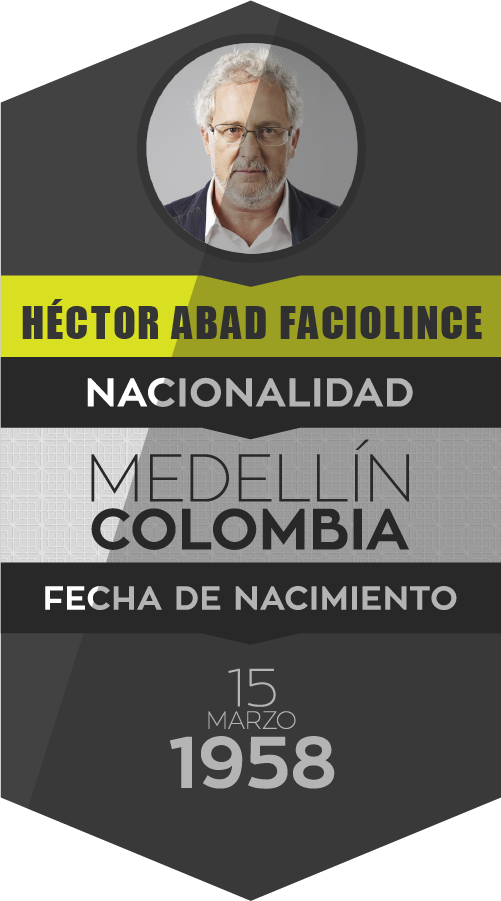 HÉCTOR ABAD FACIOLINCE
NACIONALIDAD
MEDELLÍN
COLOMBIA
FECHA DE NACIMIENTO
15
MARZO
1958